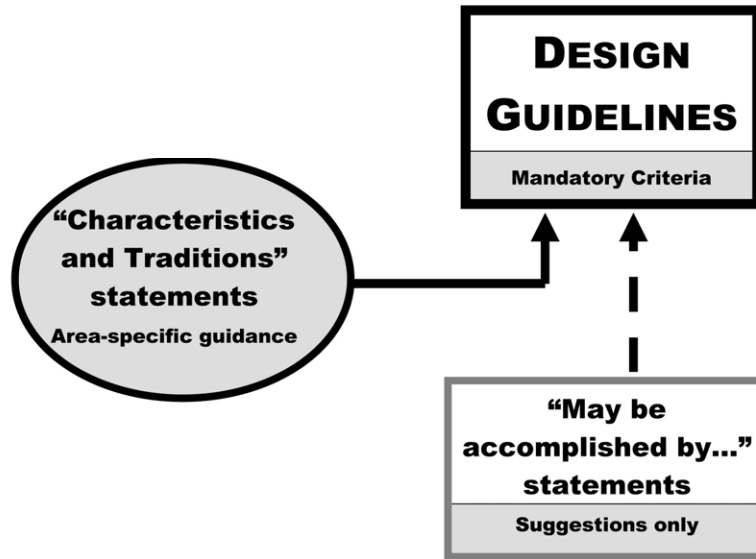 DESIGN
GUIDELINES
Mandatory Criteria
“Characteristics
and Traditions”
statements
Area-specific guidance
“May be
accomplished by...”
statements
Suggestions only